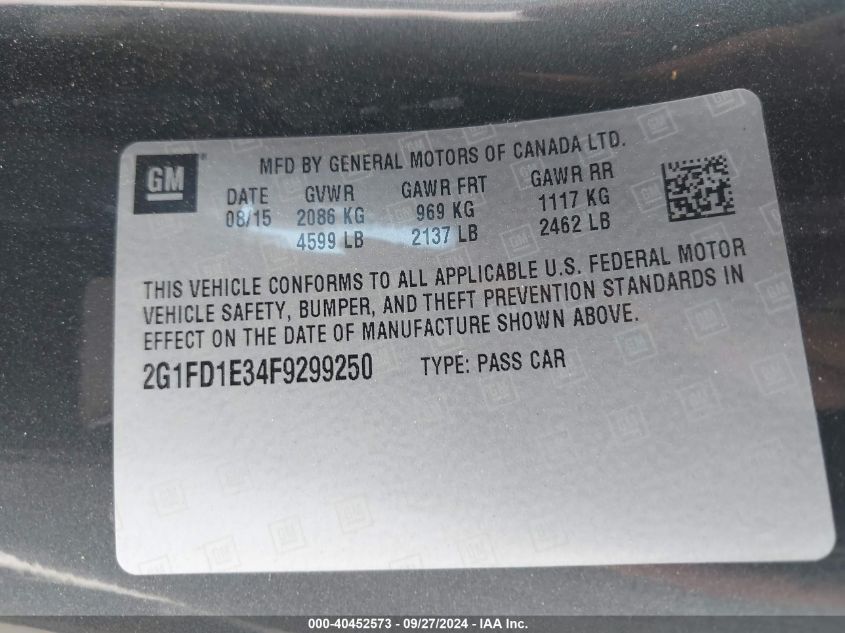 GM
MFD BY GENERAL MOTORS OF CANADA LTD.
DATE GVWR GAWR FRT GAWR RR
08/15 2086 KG 969 KG 1117 KG
4599 LB 2137 LB 2462 LB
THIS VEHICLE CONFORMS TO ALL APPLICABLE U.S. FEDERAL MOTOR
VEHICLE SAFETY, BUMPER, AND THEFT PREVENTION STANDARDS IN
EFFECT ON THE DATE OF MANUFACTURE SHOWN ABOVE.
2G1FD1E34F9299250 TYPE: PASS CAR
000-40452573 - 09/27/2024 - IAA Inc.